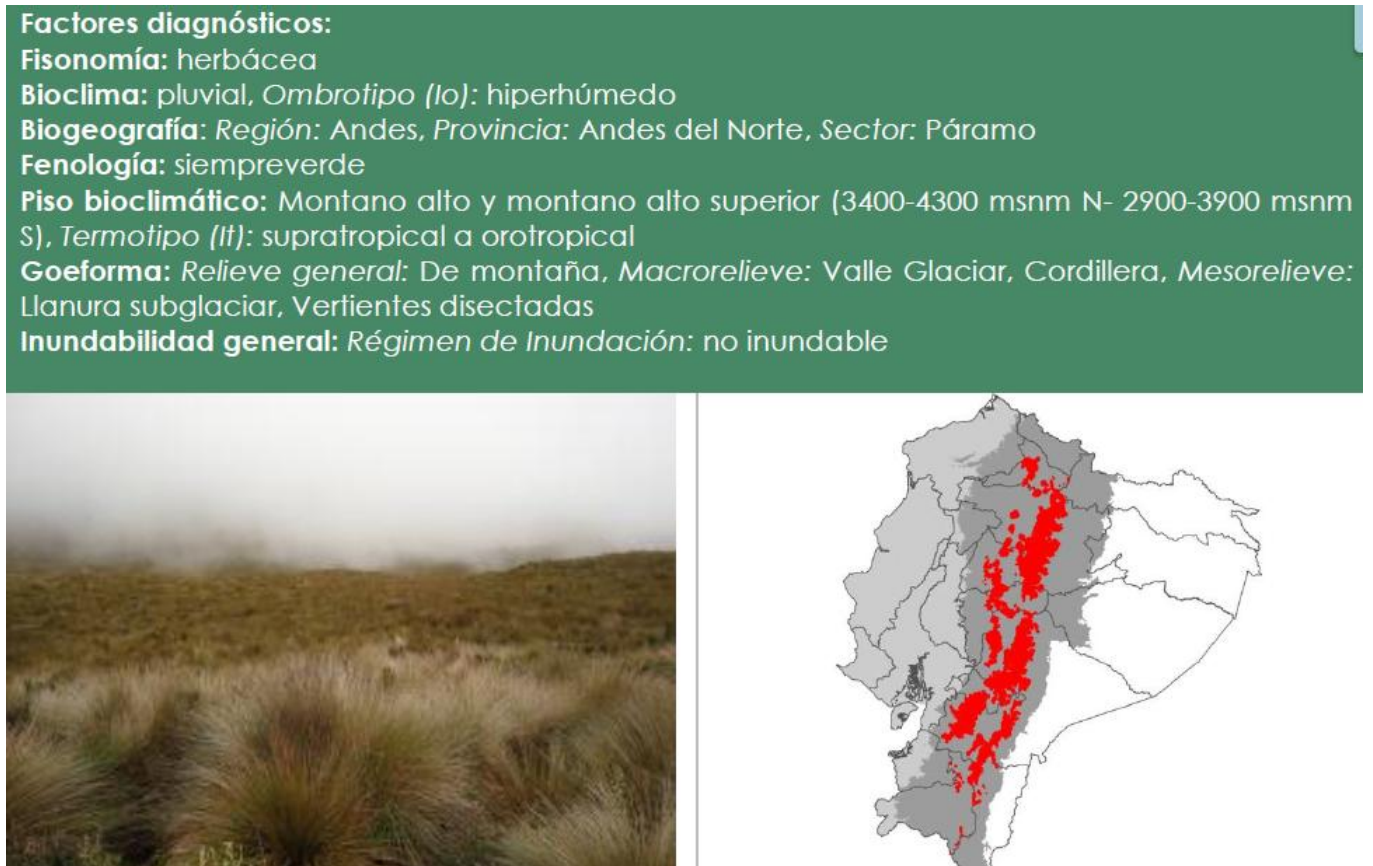 Factores diagnósticos:
Fisonomía: herbácea
Bioclima: pluvial, Ombrotipo (Io): hiperhúmedo
Biogeografía: Región: Andes, Provincia: Andes del Norte, Sector: Páramo
Fenología: siempreverde
Piso bioclimático: Montano alto y montano alto superior (3400-4300 msnm N- 2900-3900 msnm
S), Termotipo (It): supratropical a orotropical
Goeforma: Relieve general: De montaña, Macrorelieve: Valle Glaciar, Cordillera, Mesorelieve:
Llanura subglaciar, Vertientes disectadas
Inundabilidad general: Régimen de Inundación: no inundable